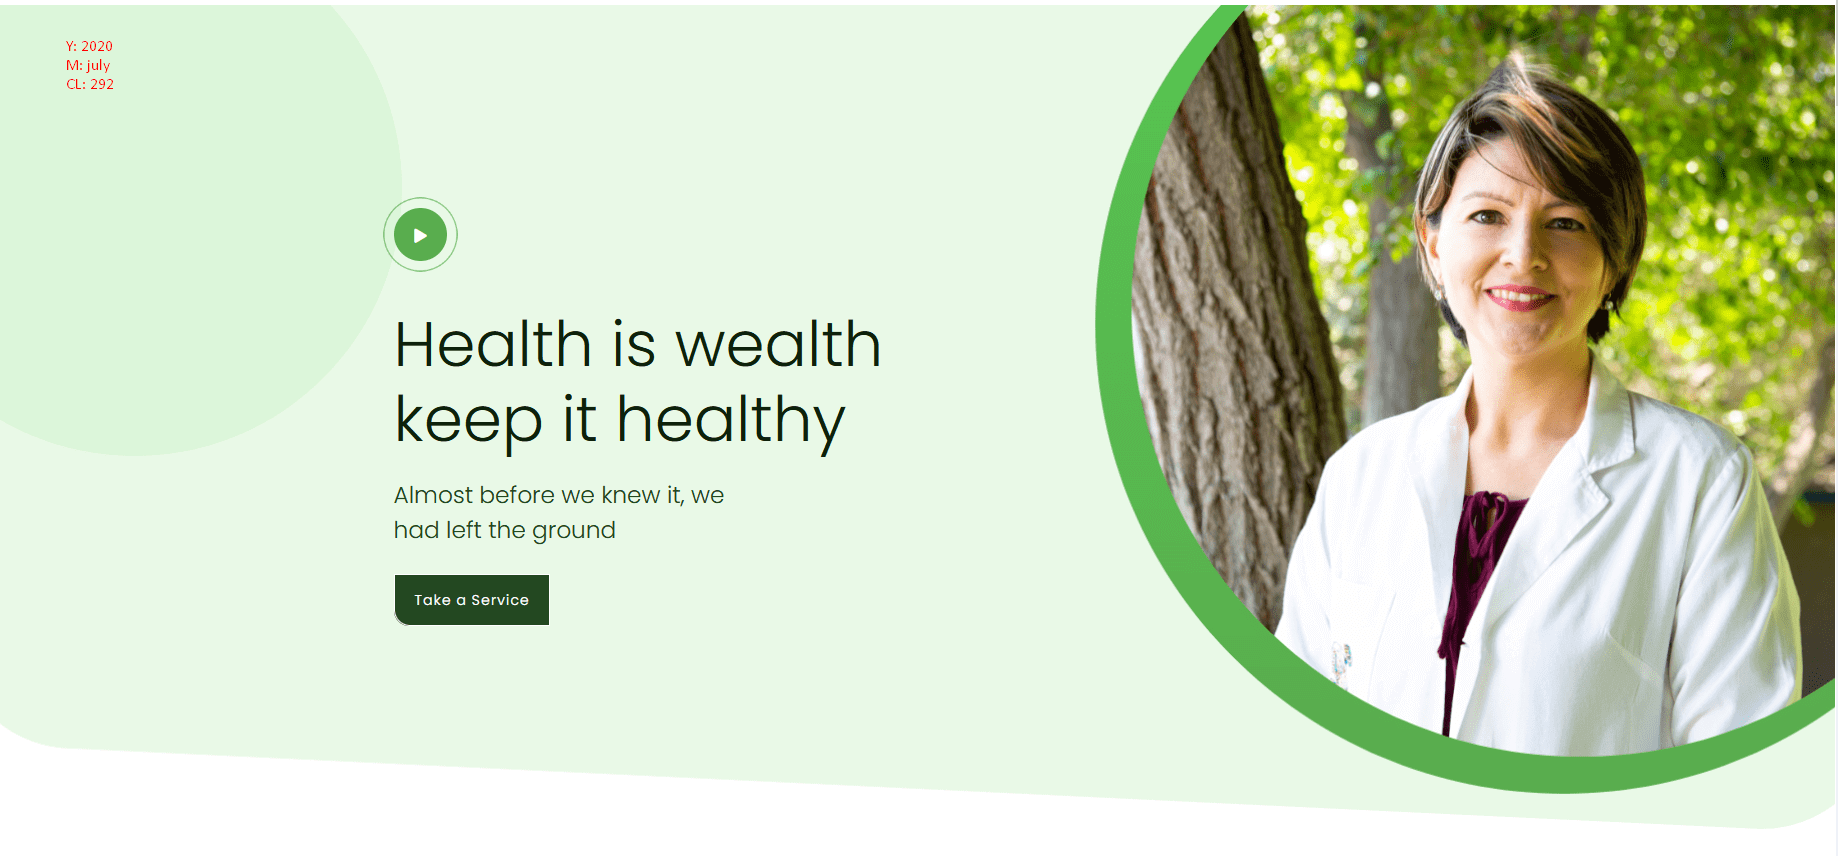 Y: 2020
M: july
CL: 292
Health is wealth
keep it healthy
Almost before we knew it, we
had left the ground
Take a Service